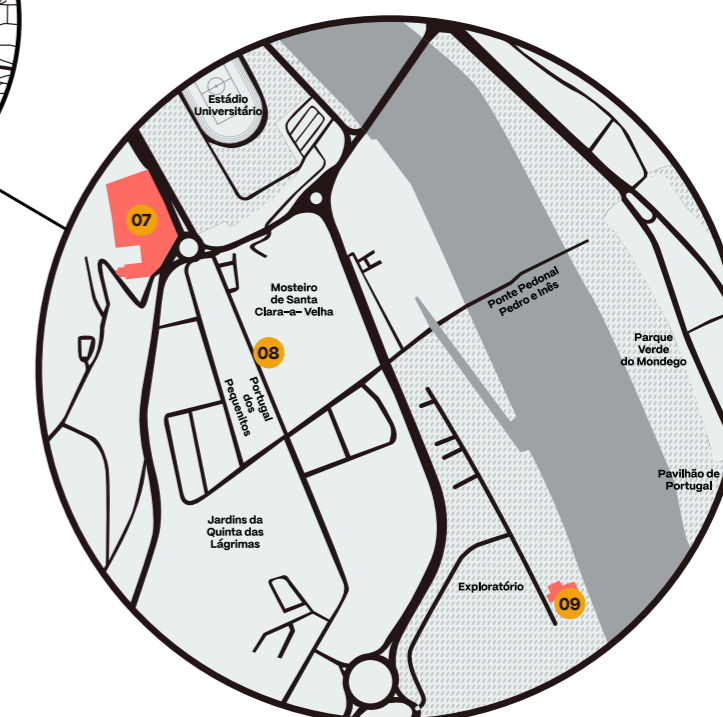 Estádio
Universitário
07
Mosteiro
de Santa
Clara-a- Velha
Ponte Pedonal
Pedro e Inês
08
Portugal
dos
Pequenitos
Parque
Verde
do Mondego
Pavilhão de
Portugal
Jardins da
Quinta das
Lágrimas
Exploratório
09